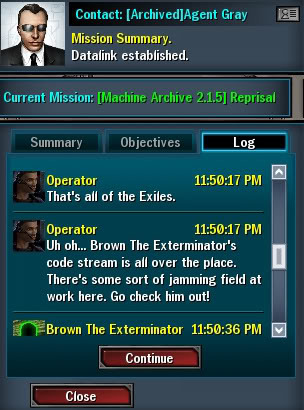 Contact: [Archived]Agent Gray
Mission Summary.
Datalink established.
Current Mission: [Machine Archive 2.1.5] Reprisal
Summary Objectives Log
Operator 11:50:17 PM
That's all of the Exiles.
Operator 11:50:17 PM
Uh oh... Brown The Exterminator's
code stream is all over the place.
There's some sort of jamming field at
work here. Go check him out!
Brown The Exterminator 11:50:36 PM
Continue
Close